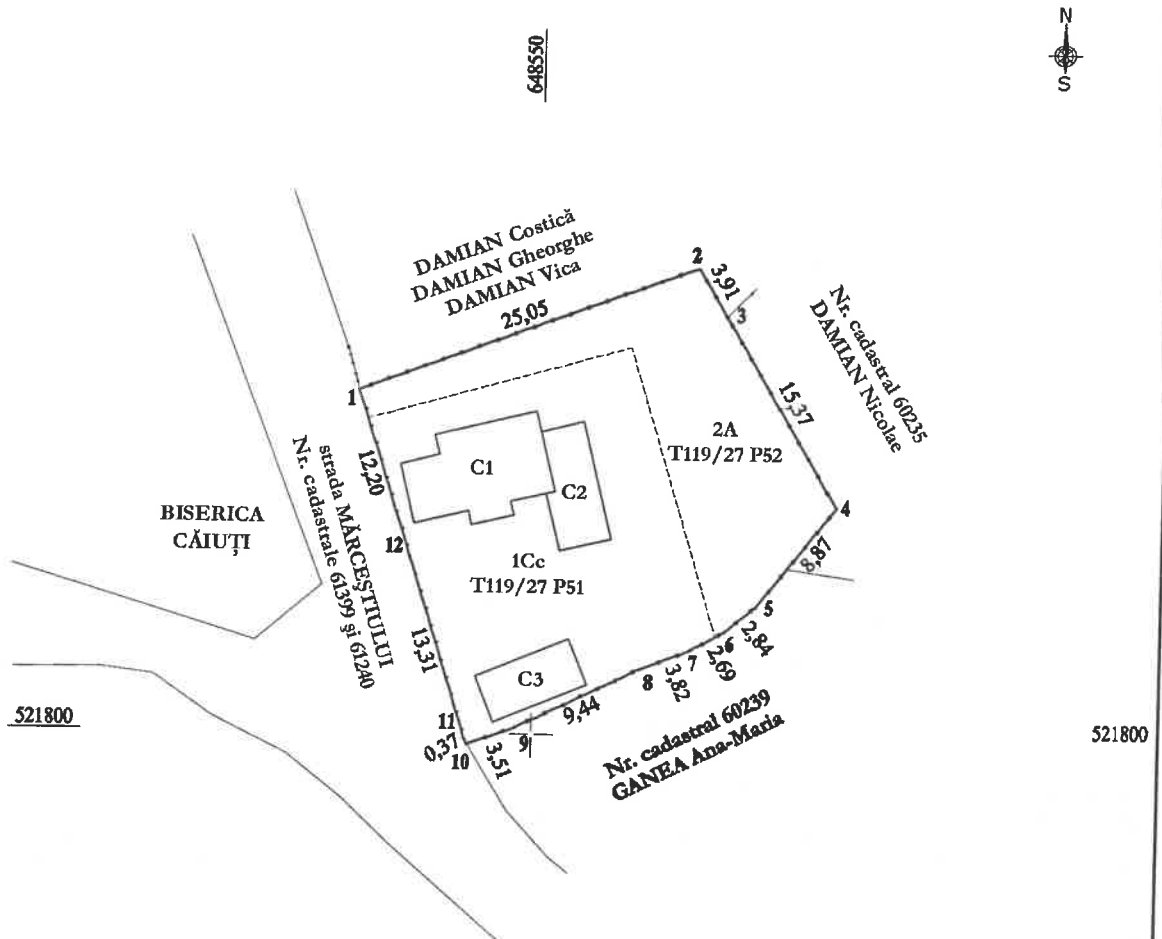 N
S
648550
DAMIAN Costică
DAMIAN Gheorghe
DAMIAN Vica
25,05
2
3,91
3
Nr. cadastral 60235
DAMIAN Nicolae
15,37
1
12,20
strada MĂRCEȘTIULUI
Nr. cadastrale 61399 și 61240
BISERICA
CĂIUȚI
C1
C2
2A
T119/27 P52
4
8,87
12
1Cc
T119/27 P51
5
2,84
6
2,69
7
3,82
8
13,31
C3
9,44
9
11
0,37
10
3,51
Nr. cadastral 60239
GANEA Ana-Maria
521800
521800